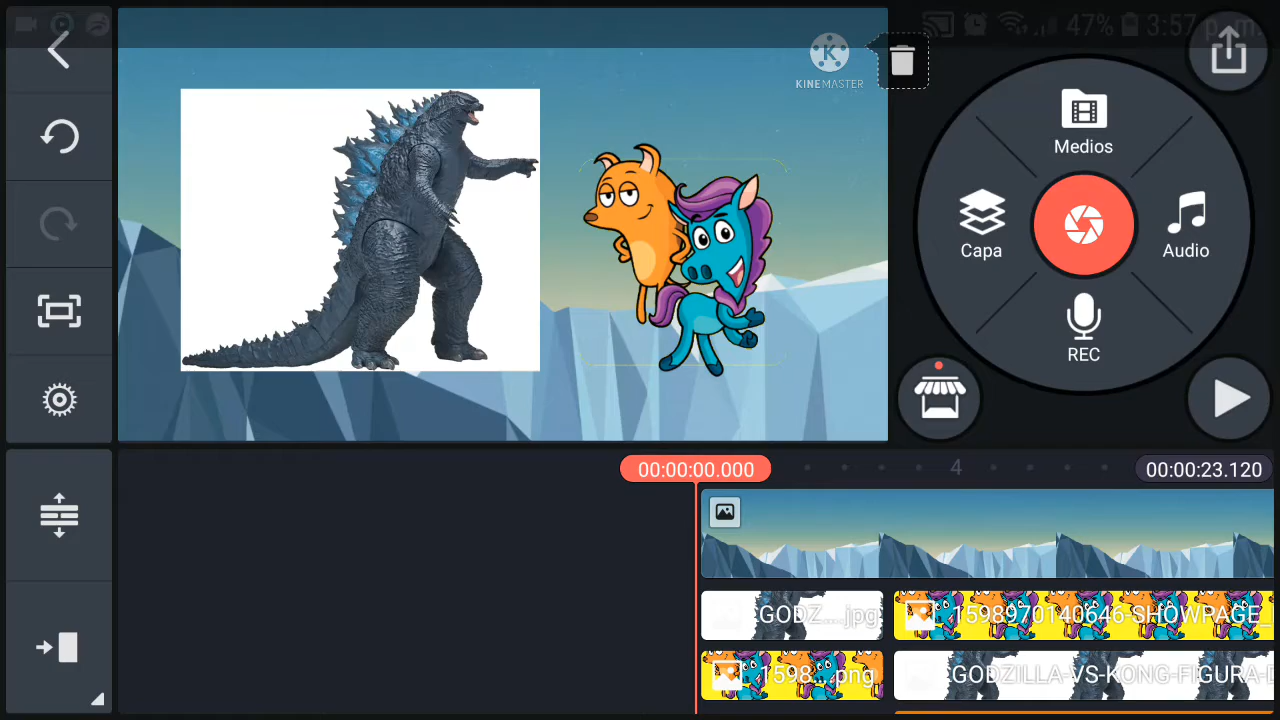 47% 3:57 p. m.
KINEMASTER
Medios
Capa
Audio
REC
00:00:00.000
4
00:00:23.120
GODZ....jpg
1598970140646-SHOWPAGE_
1598....png
GODZILLA-VS-KONG-FIGURA-D